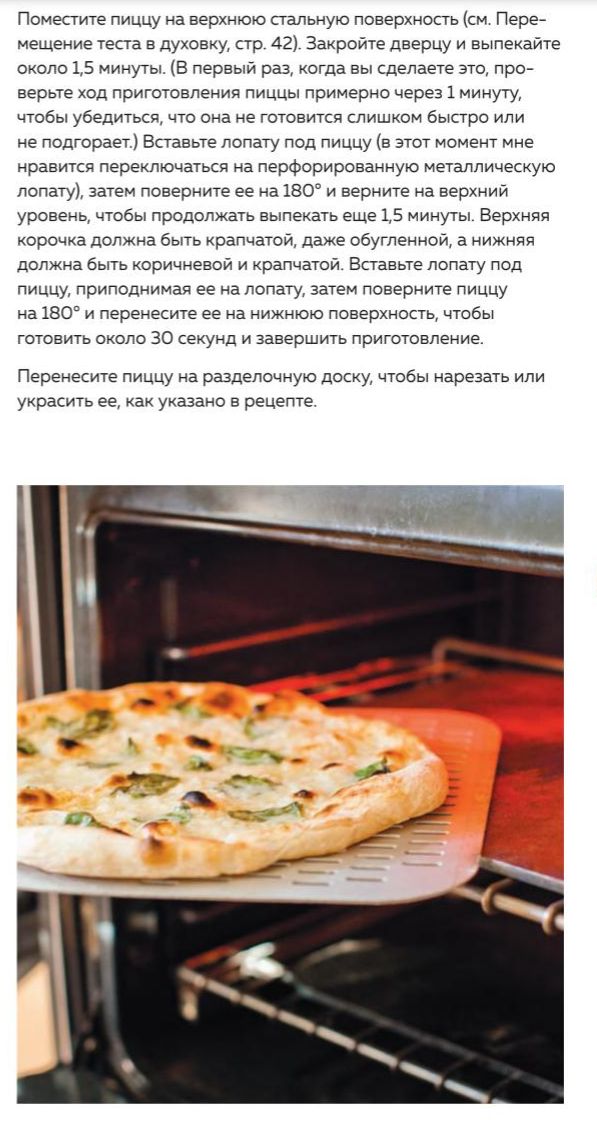 Поместите пиццу на верхнюю стальную поверхность (см. Пере-
мещение теста в духовку, стр. 42). Закройте дверцу и выпекайте
около 1,5 минуты. (В первый раз, когда вы сделаете это, про-
верьте ход приготовления пиццы примерно через 1 минуту,
чтобы убедиться, что она не готовится слишком быстро или
не подгорает.) Вставьте лопату под пиццу (в этот момент мне
нравится переключаться на перфорированную металлическую
лопату), затем поверните ее на 180° и верните на верхний
уровень, чтобы продолжать выпекать еще 1,5 минуты. Верхняя
корочка должна быть крапчатой, даже обугленной, а нижняя
должна быть коричневой и крапчатой. Вставьте лопату под
пиццу, приподнимая ее на лопату, затем поверните пиццу
на 180° и перенесите ее на нижнюю поверхность, чтобы
готовить около 30 секунд и завершить приготовление.
Перенесите пиццу на разделочную доску, чтобы нарезать или
украсить ее, как указано в рецепте.